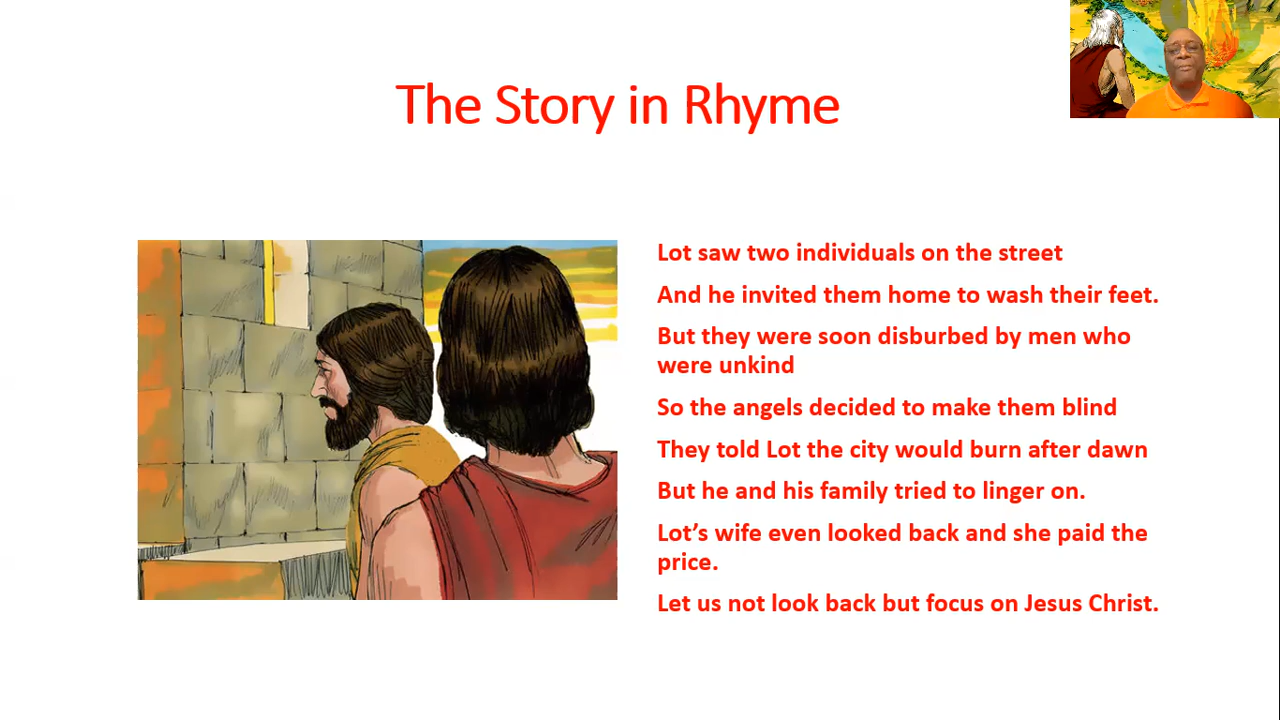 The Story in Rhyme
Lot saw two individuals on the street
And he invited them home to wash their feet.
But they were soon disburbed by men who
were unkind
So the angels decided to make them blind
They told Lot the city would burn after dawn
But he and his family tried to linger on.
Lot’s wife even looked back and she paid the
price.
Let us not look back but focus on Jesus Christ.